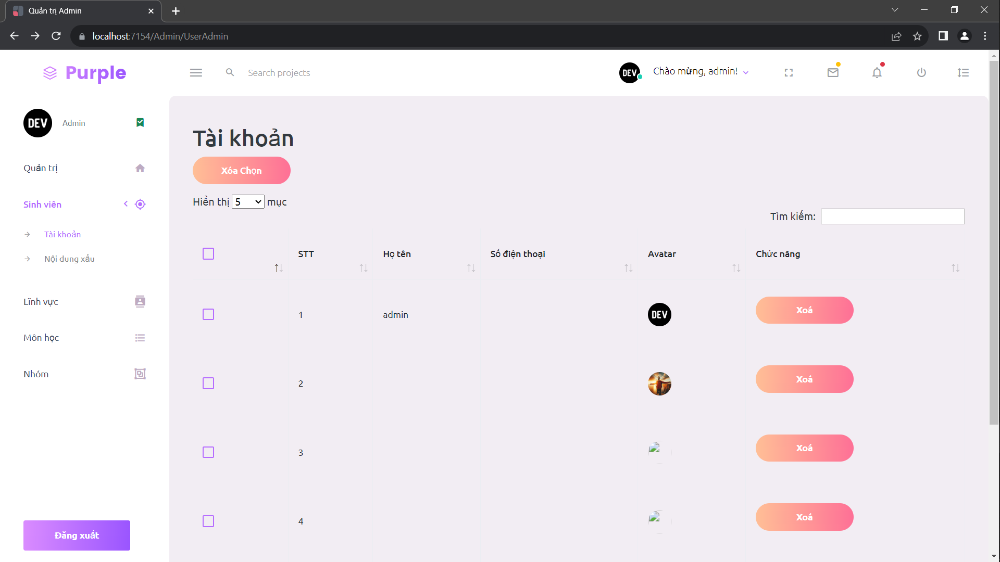 Quản trị Admin
localhost:7154/Admin/UserAdmin
Purple
Search projects
DEV
Chào mừng, admin!
DEV
Admin
Quản trị
Sinh viên
Tài khoản
Nội dung xấu
Lĩnh vực
Môn học
Nhóm
Đăng xuất
Tài khoản
Xóa Chọn
Hiển thị 5 mục
Tìm kiếm:
STT Họ tên Số điện thoại Avatar Chức năng
1 admin DEV Xoá
2 Xoá
3 Xoá
4 Xoá